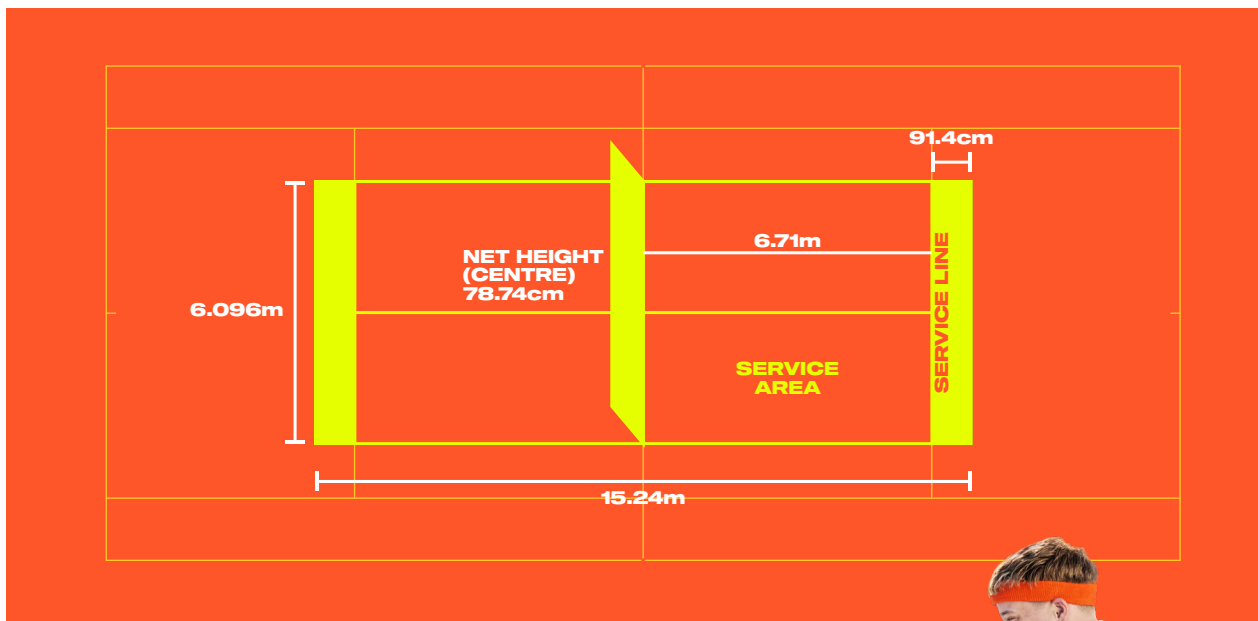 91.4cm
6.71m
NET HEIGHT
(CENTRE)
78.74cm
6.096m
SERVICE LINE
SERVICE
AREA
15.24m